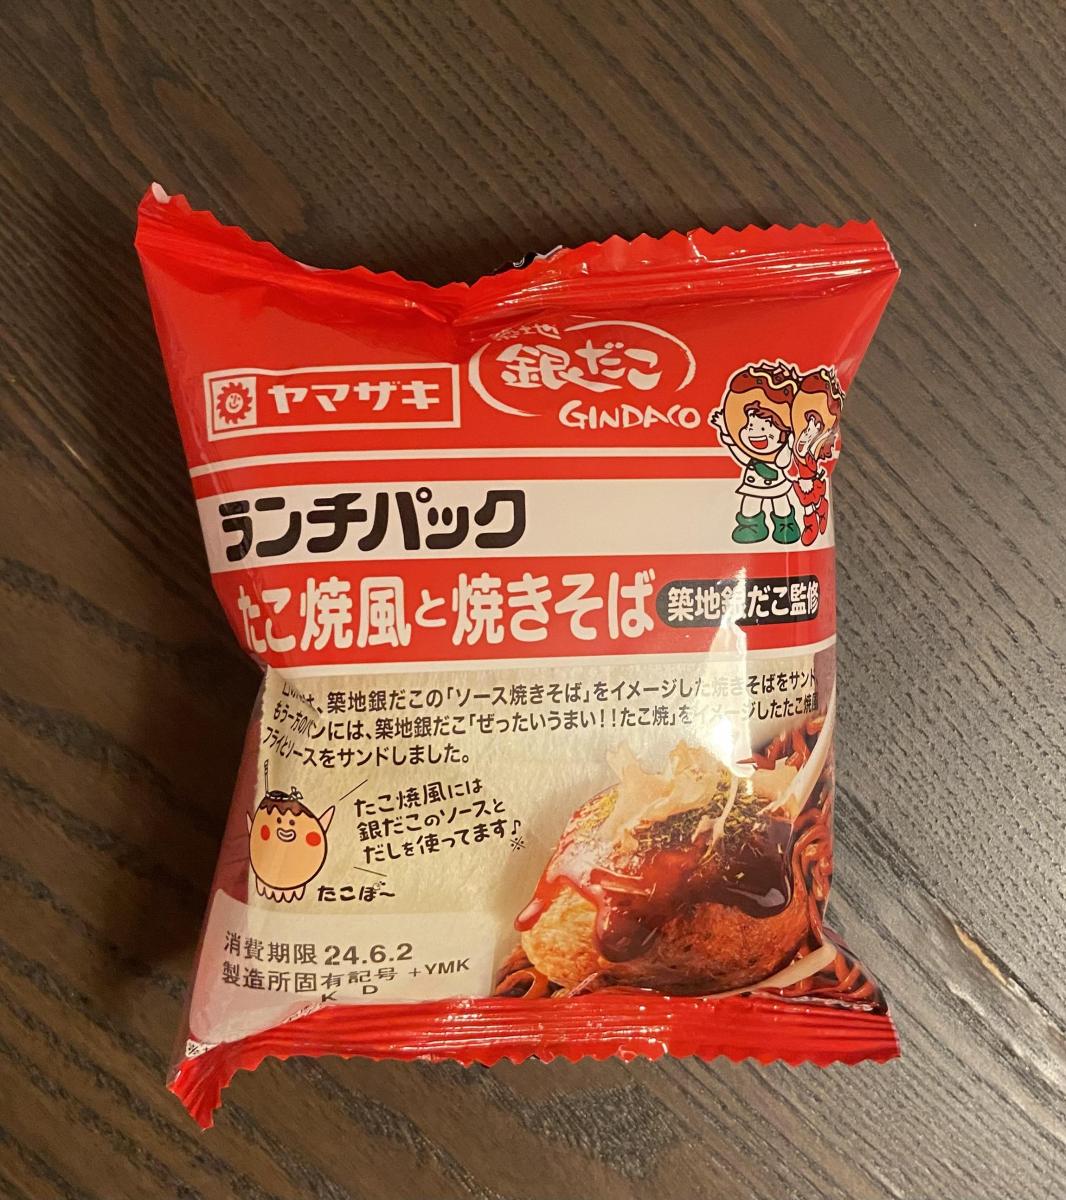 築地
銀だこ
GINDACO
ヤマザキ
ランチパック
たこ焼風と焼きそば
築地銀だこ監修
は、築地銀だこの「ソース焼きそば」をイメージした焼きそばをサンド
もう一方のパンには、築地銀だこ「ぜったいうまい!!たこ焼」をイメージしたたこ焼風
フライとソースをサンドしました。
たこ焼風には
銀だこのソースと
だしを使ってます♪※
たこぼ〜
消費期限 24.6.2
製造所固有記号 +YMK
K D